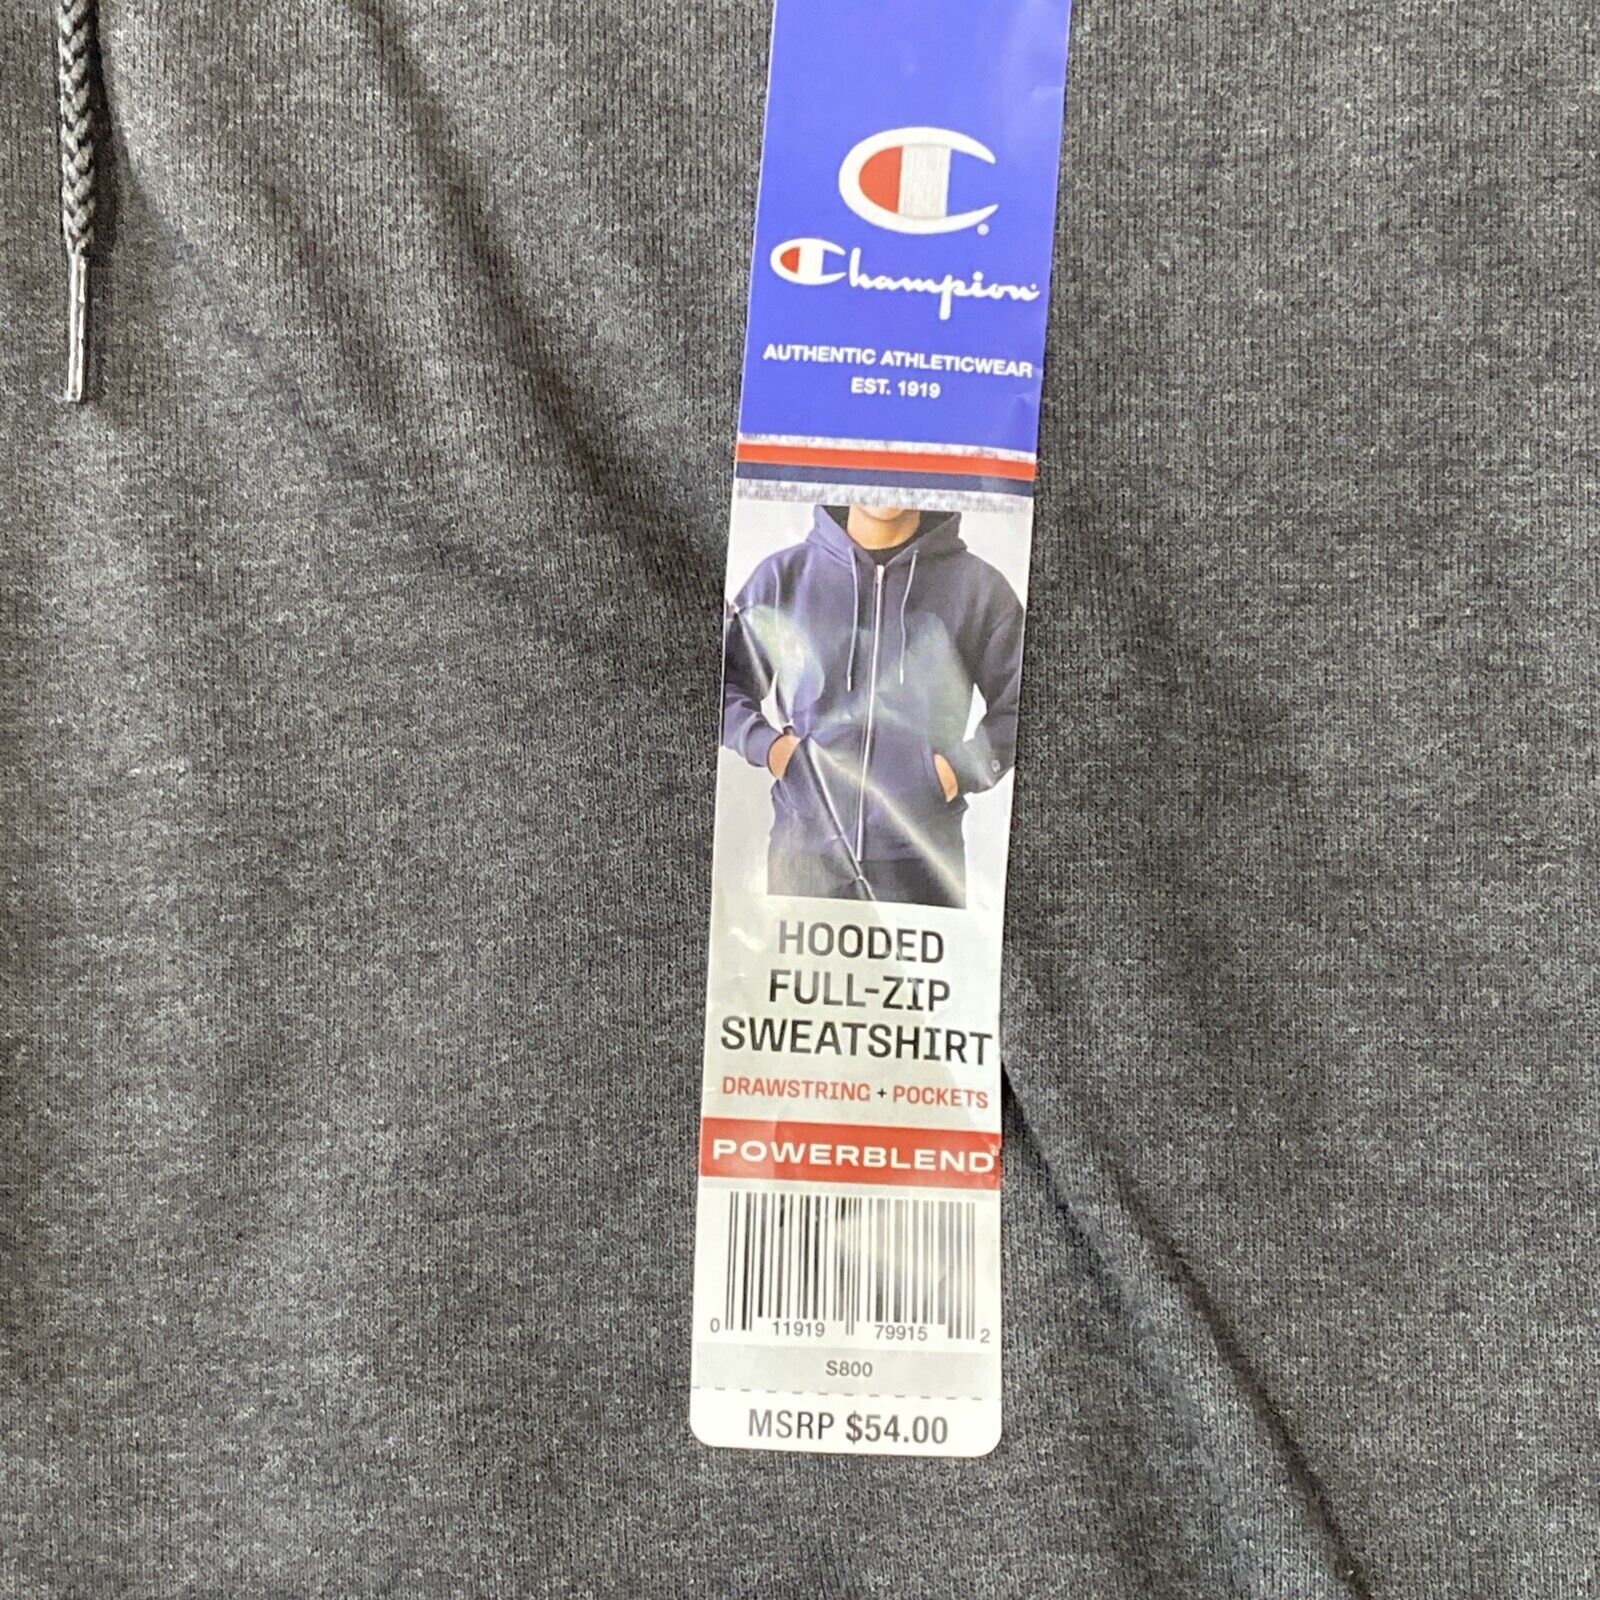 Champion
AUTHENTIC ATHLETICWEAR
EST. 1919
HOODED
FULL-ZIP
SWEATSHIRT
DRAWSTRING + POCKETS
POWERBLEND®
0 11919 79915 2
S800
MSRP $54.00